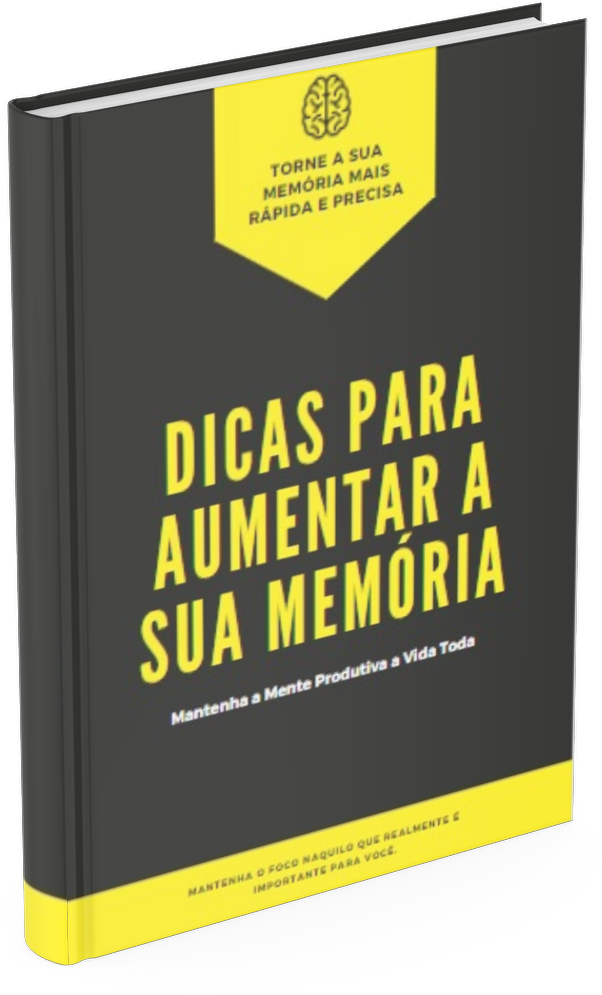 TORNE A SUA
MEMÓRIA MAIS
RÁPIDA E PRECISA
DICAS PARA
AUMENTAR A
SUA MEMÓRIA
Mantenha a Mente Produtiva a Vida Toda
MANTENHA O FOCO NAQUILO QUE REALMENTE É
IMPORTANTE PARA VOCÊ.